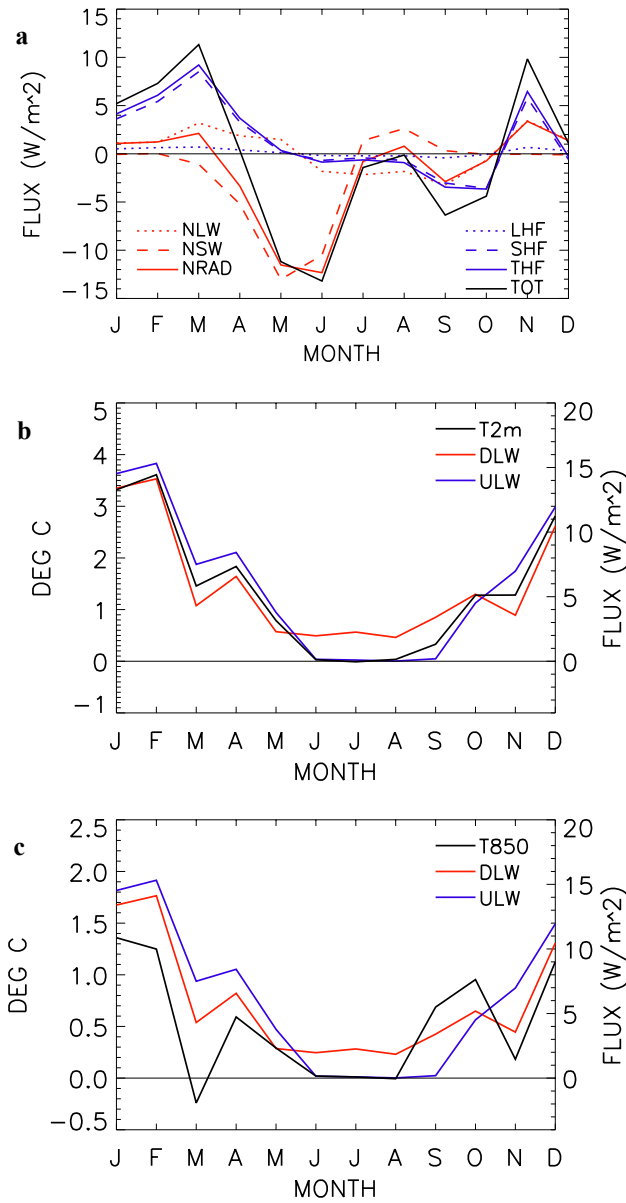 a
15
10
5
0
−5
−10
−15
FLUX (W/m^2)
NLW
NSW
NRAD
LHF
SHF
THF
TOT
J F M A M J J A S O N D
MONTH
b
5
4
3
2
1
0
−1
DEG C
T2m
DLW
ULW
20
15
10
5
0
FLUX (W/m^2)
J F M A M J J A S O N D
MONTH
c
2.5
2.0
1.5
1.0
0.5
0.0
−0.5
DEG C
T850
DLW
ULW
20
15
10
5
0
FLUX (W/m^2)
J F M A M J J A S O N D
MONTH